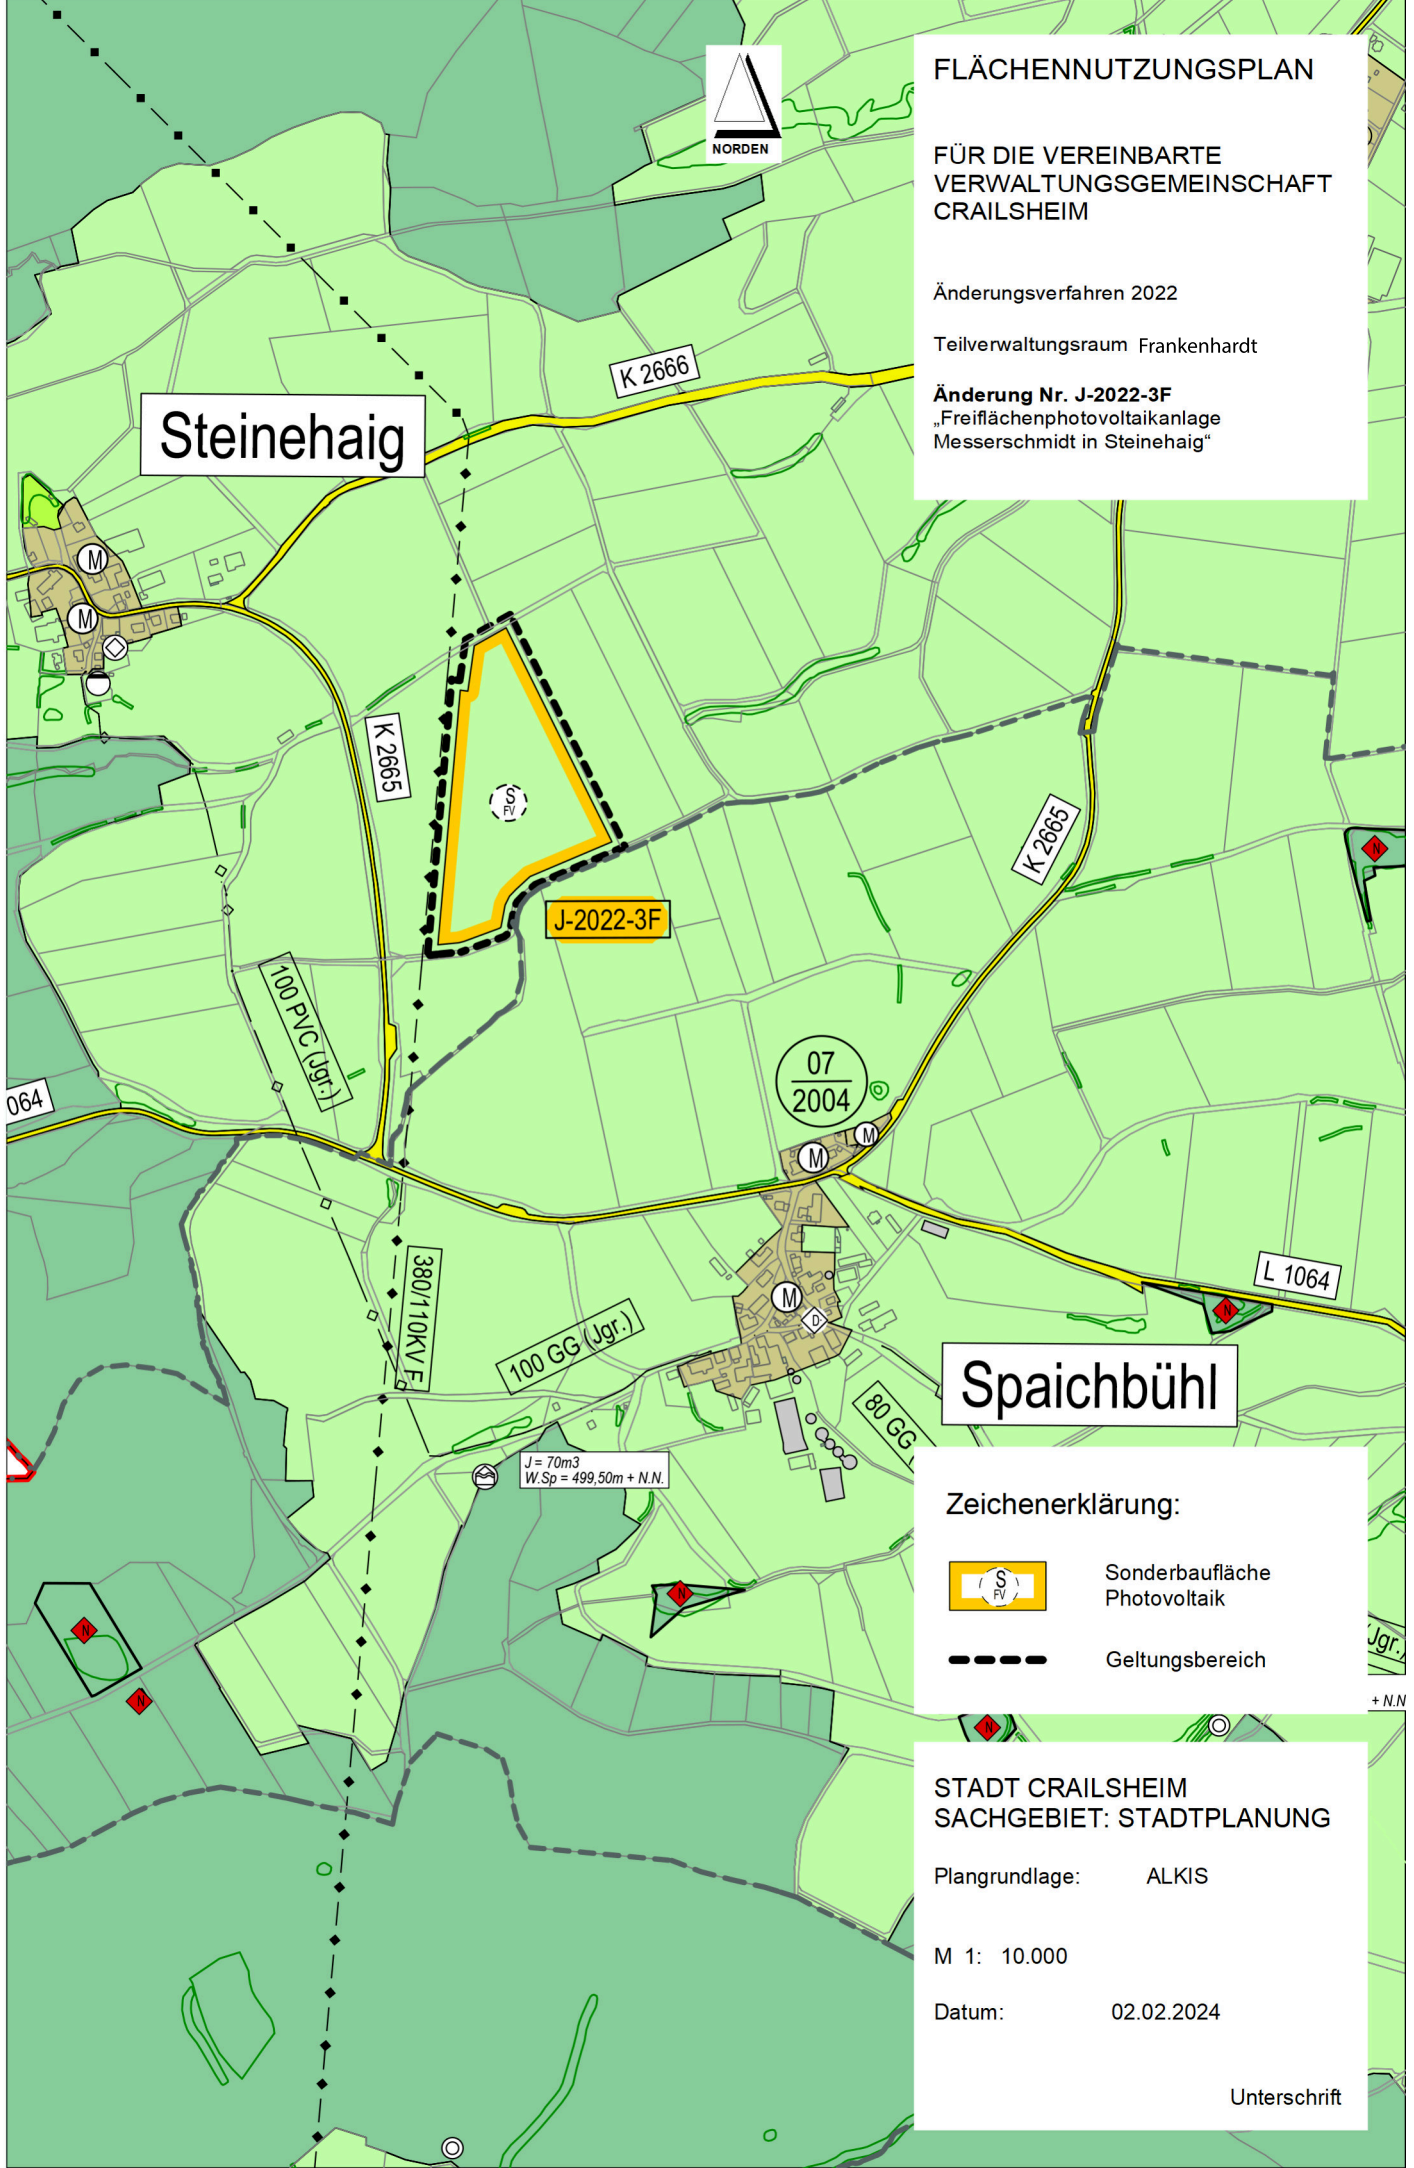 NORDEN
FLÄCHENNUTZUNGSPLAN
FÜR DIE VEREINBARTE
VERWALTUNGSGEMEINSCHAFT
CRAILSHEIM
Änderungsverfahren 2022
Teilverwaltungsraum Frankenhardt
Änderung Nr. J-2022-3F
„Freiflächenphotovoltaikanlage
Messerschmidt in Steinehaig“
K 2666
Steinehaig
M
M
K 2665
S
FV
K 2665
N
J-2022-3F
100 PVC (Jgr.)
07
2004
064
M
M
380/110KV F
L 1064
M
N
D
100 GG (Jgr.)
Spaichbühl
80 GG
J = 70m3
W.Sp = 499,50m + N.N.
Zeichenerklärung:
S
FV
Sonderbaufläche
Photovoltaik
Geltungsbereich
N
N
N
(Jgr.)
+ N.N
N
STADT CRAILSHEIM
SACHGEBIET: STADTPLANUNG
Plangrundlage: ALKIS
M 1: 10.000
Datum: 02.02.2024
Unterschrift